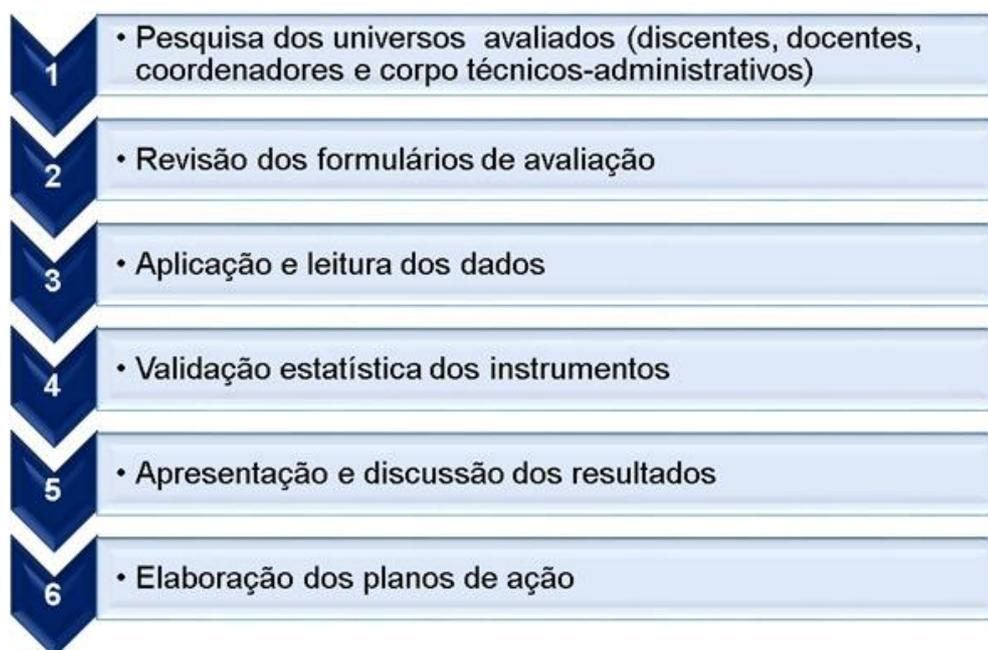 1
• Pesquisa dos universos avaliados (discentes, docentes,
coordenadores e corpo técnicos-administrativos)
2
• Revisão dos formulários de avaliação
3
• Aplicação e leitura dos dados
4
• Validação estatística dos instrumentos
5
• Apresentação e discussão dos resultados
6
• Elaboração dos planos de ação